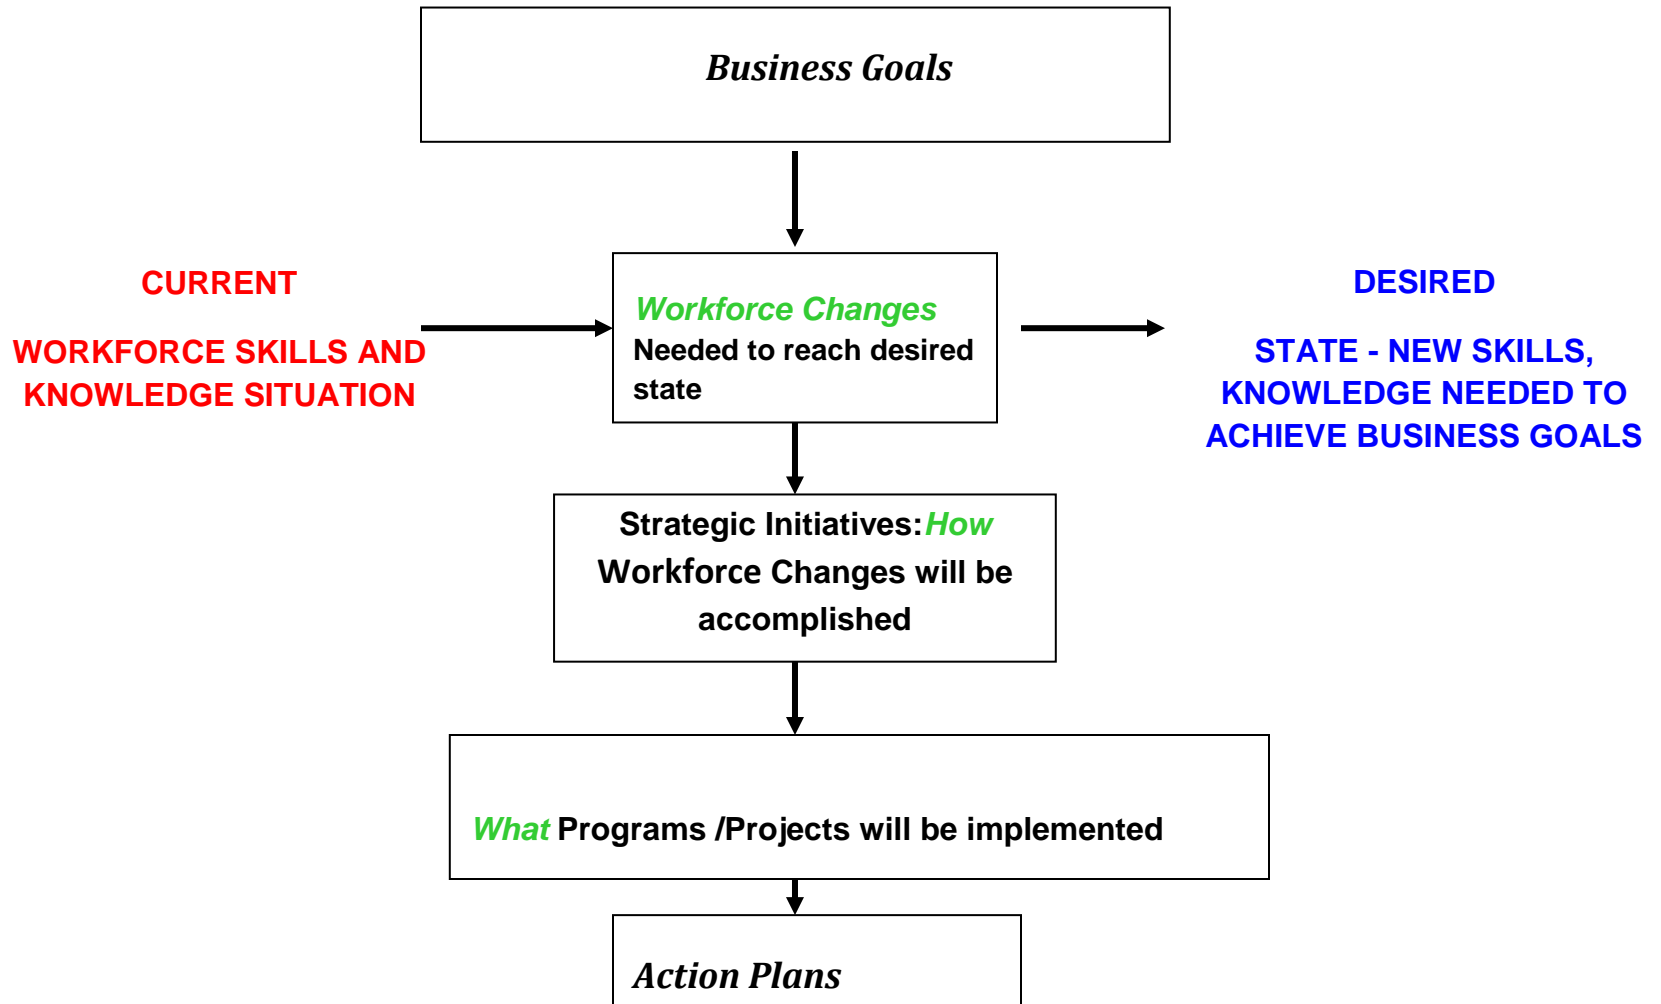 Business Goals
CURRENT
WORKFORCE SKILLS AND
KNOWLEDGE SITUATION
Workforce Changes
Needed to reach desired
state
DESIRED
STATE - NEW SKILLS,
KNOWLEDGE NEEDED TO
ACHIEVE BUSINESS GOALS
Strategic Initiatives:How
Workforce Changes will be
accomplished
What Programs /Projects will be implemented
Action Plans